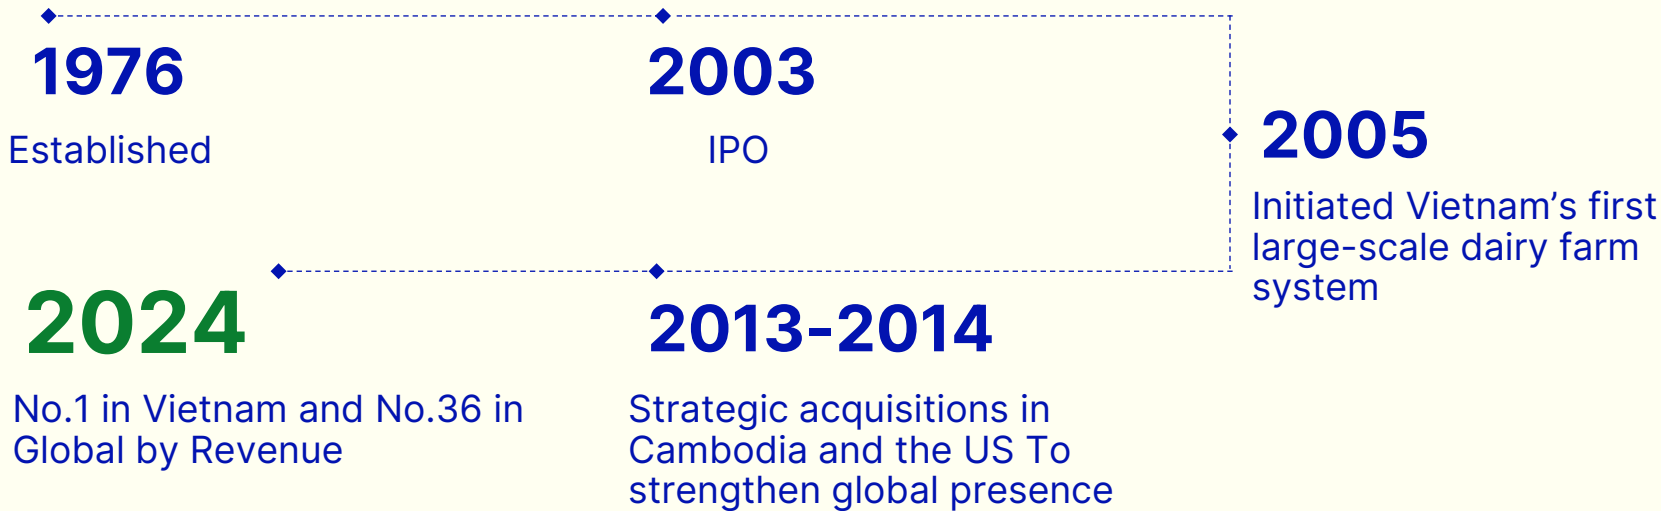 1976
Established
2003
IPO
2005
Initiated Vietnam’s first
large-scale dairy farm
system
2013-2014
Strategic acquisitions in
Cambodia and the US To
strengthen global presence
2024
No.1 in Vietnam and No.36 in
Global by Revenue